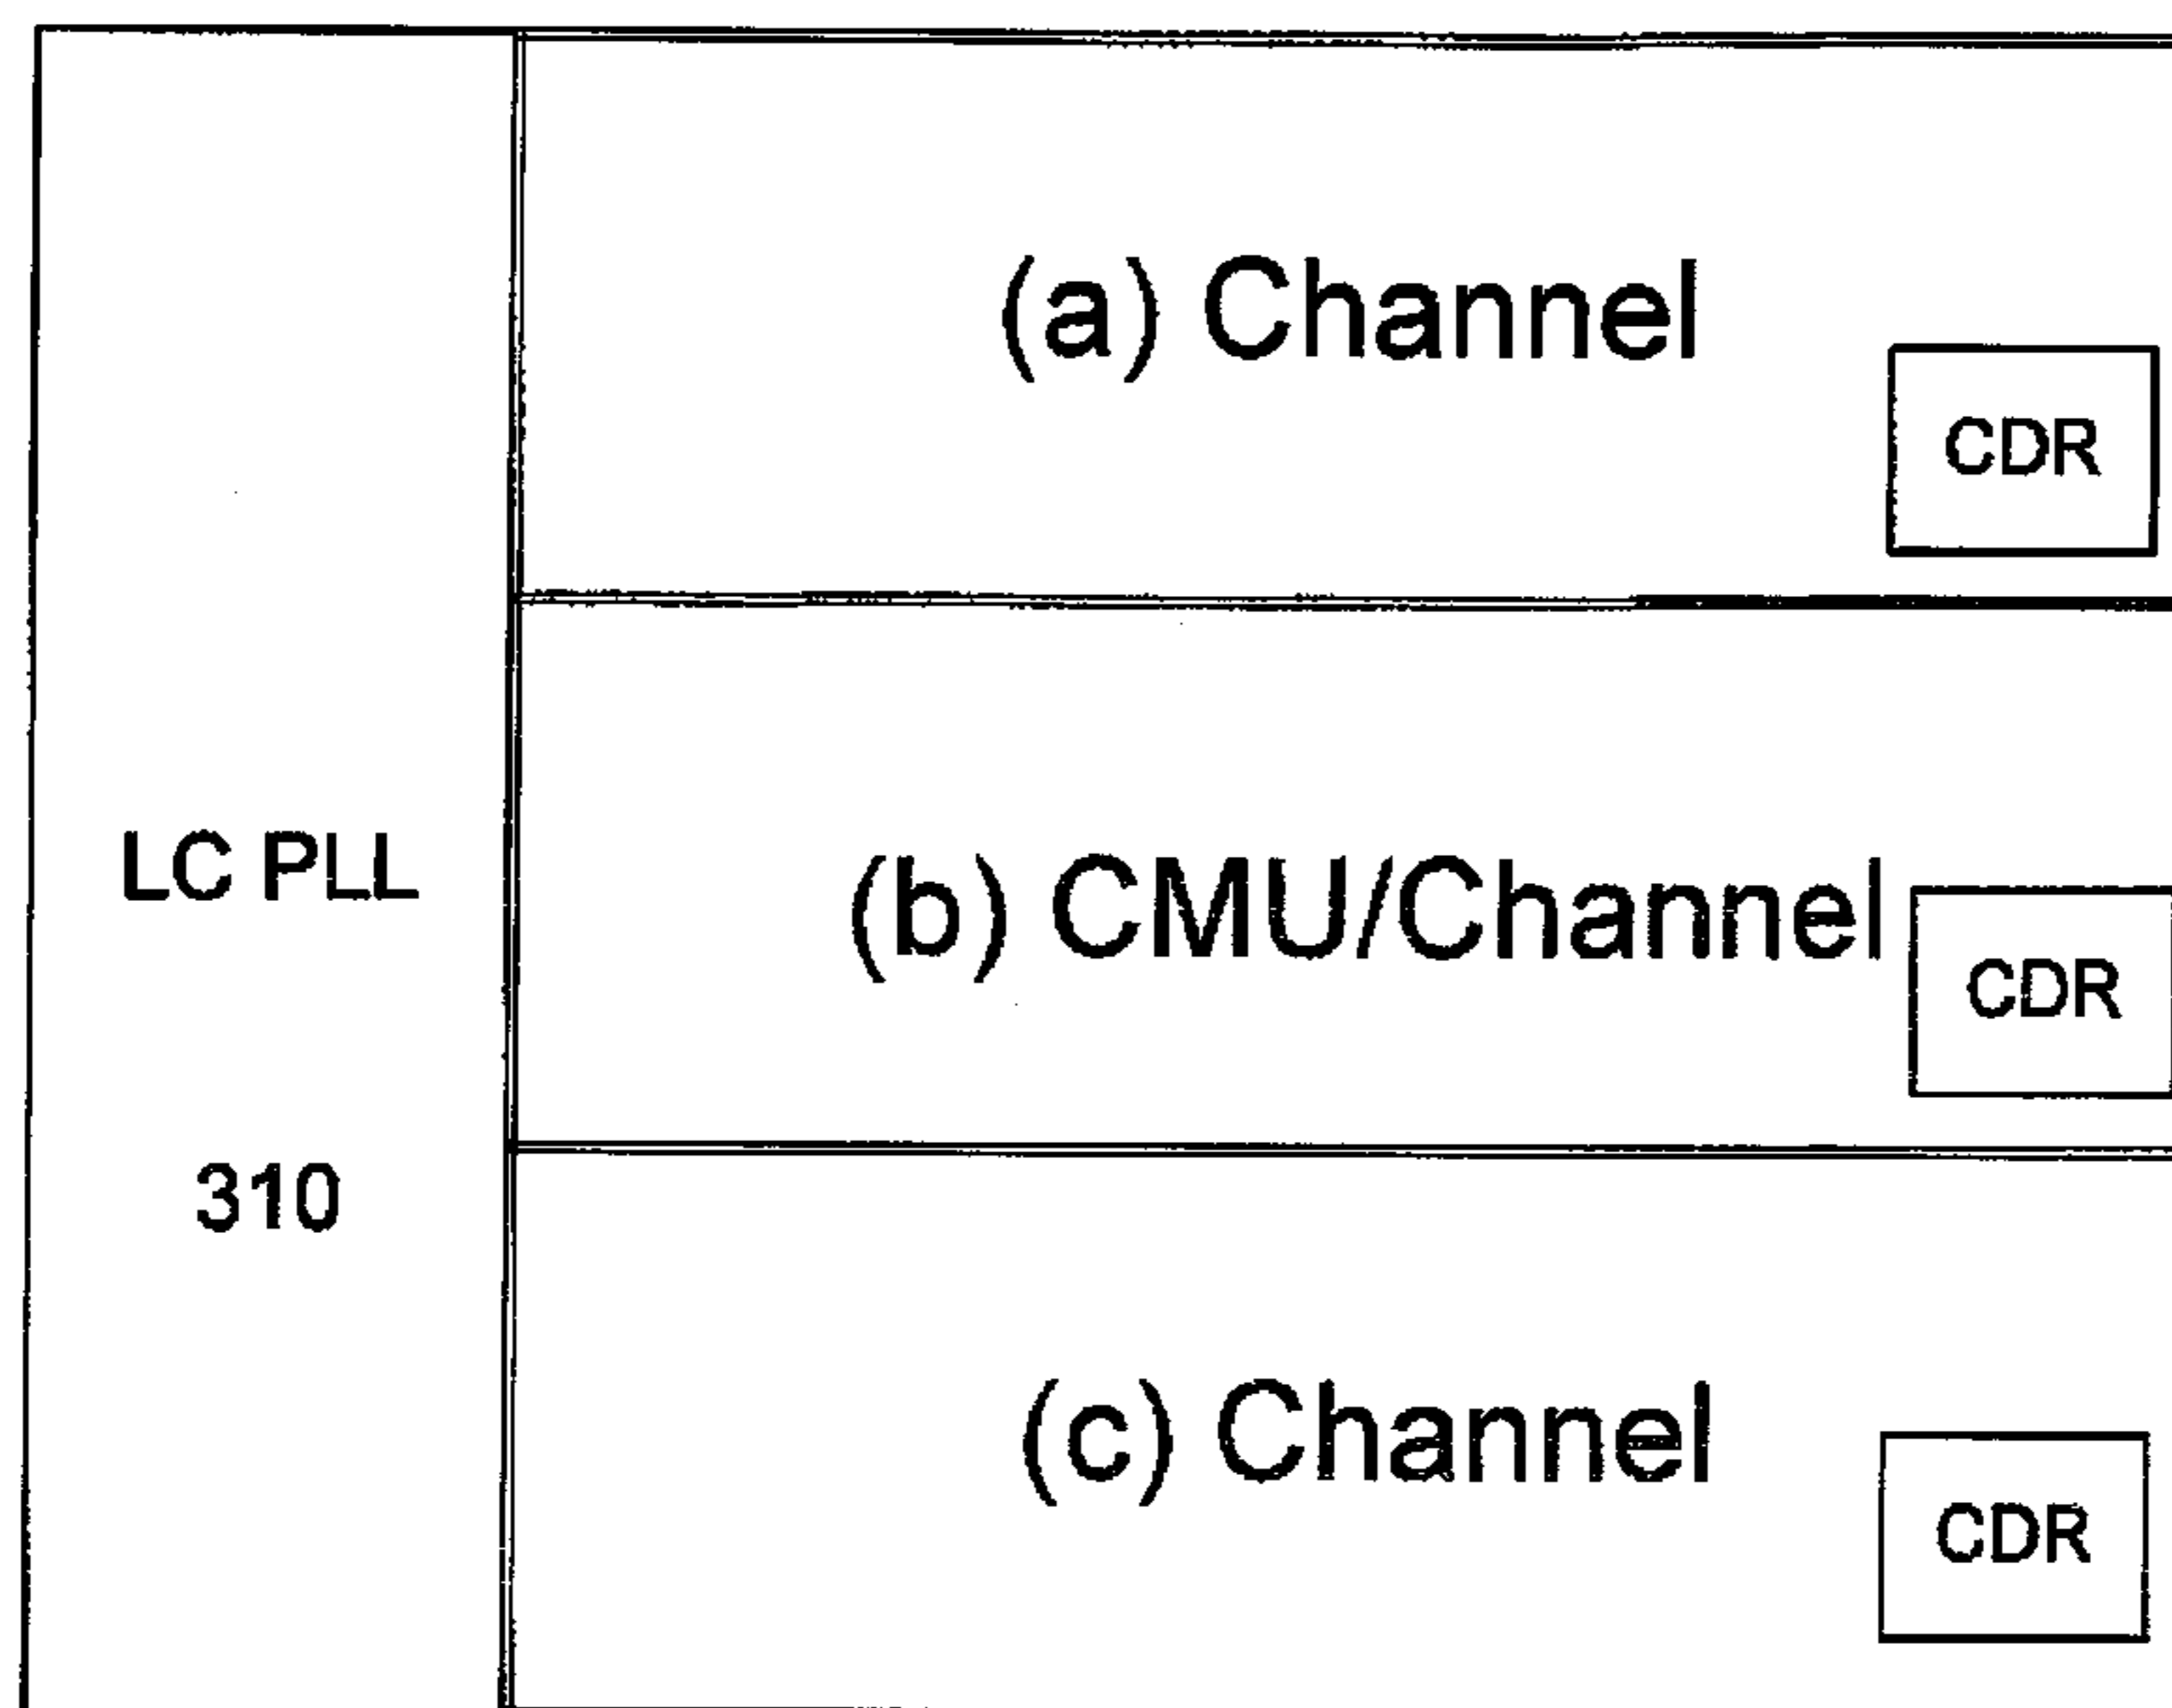 (a) Channel
CDR
LC PLL
310
(b) CMU/Channel
CDR
(c) Channel
CDR